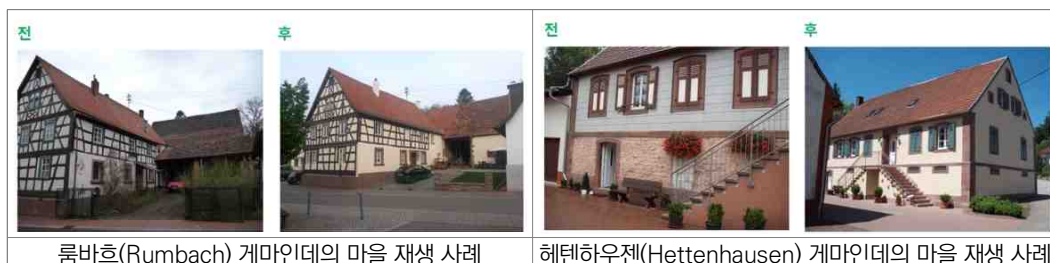 전
후
전
후
룸바흐(Rumbach) 게마인데의 마을 재생 사례
헤텐하우젠(Hettenhausen) 게마인데의 마을 재생 사례